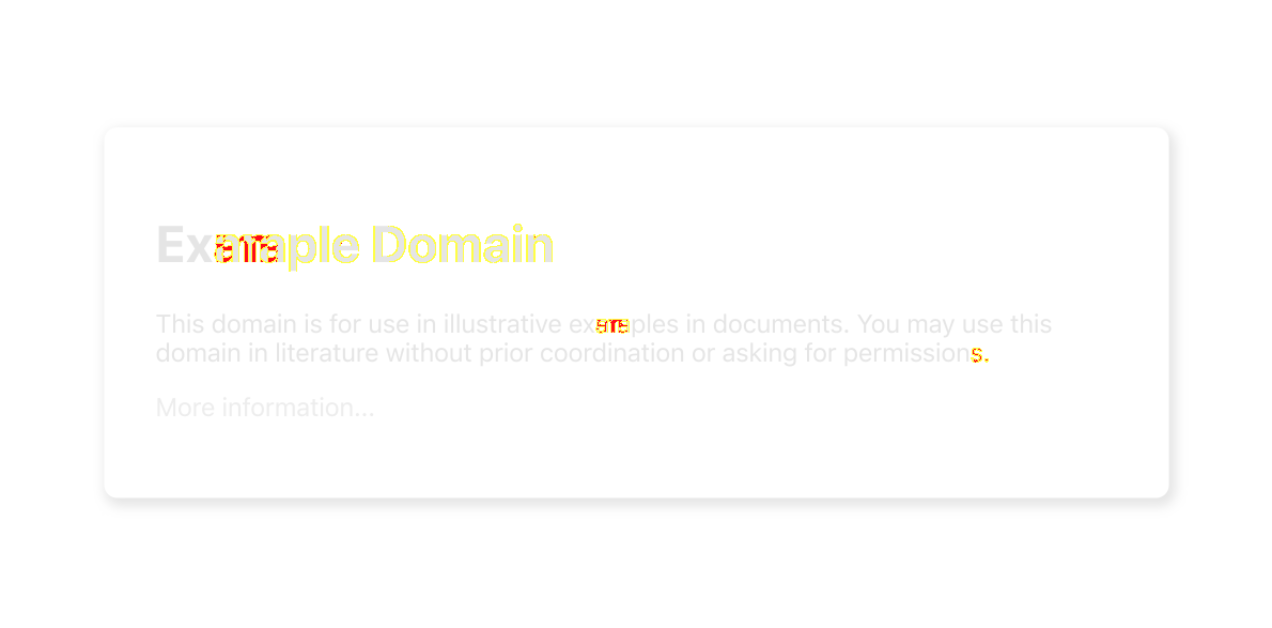 Example Domain
This domain is for use in illustrative examples in documents. You may use this
domain in literature without prior coordination or asking for permissions.
More information...